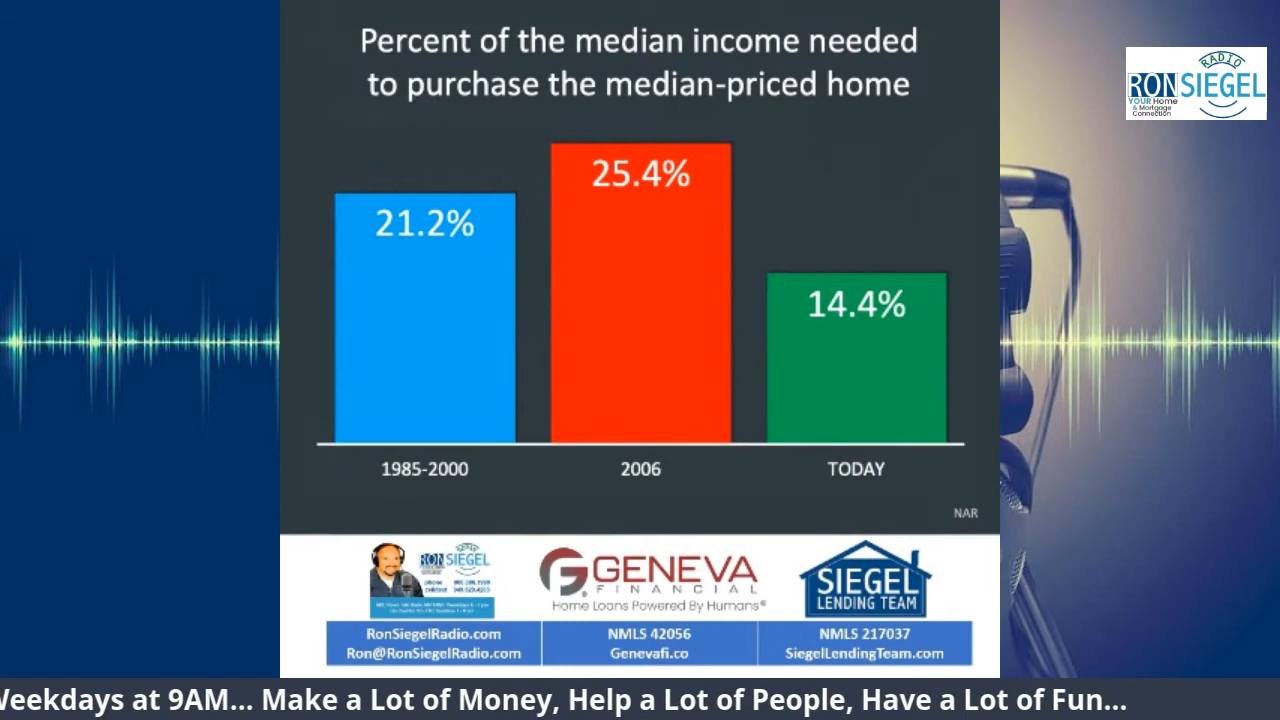 Percent of the median income needed
to purchase the median-priced home
RADIO
RON SIEGEL
YOUR Home
& Mortgage
Connection
21.2%
25.4%
14.4%
1985-2000
2006
TODAY
NAR
RADIO
RON SIEGEL
GENEVA
FINANCIAL
Home Loans Powered By Humans®
SIEGEL
LENDING TEAM
RonSiegelRadio.com
Ron@RonSiegelRadio.com
NMLS 42056
Genevafi.co
NMLS 217037
SiegelLendingTeam.com
Weekdays at 9AM... Make a Lot of Money, Help a Lot of People, Have a Lot of Fun...